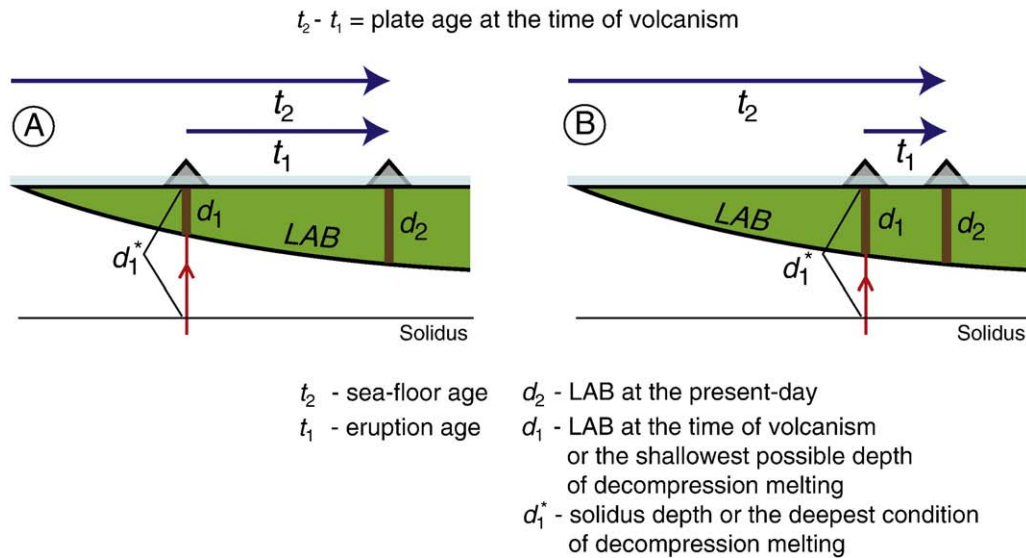 t₂ - t₁ = plate age at the time of volcanism
A
t₂
t₁
d₁
LAB
d₂
d₁*
Solidus
B
t₂
t₁
LAB
d₁
d₂
d₁*
Solidus
t₂ - sea-floor age
t₁ - eruption age
d₂ - LAB at the present-day
d₁ - LAB at the time of volcanism
or the shallowest possible depth
of decompression melting
d₁* - solidus depth or the deepest condition
of decompression melting